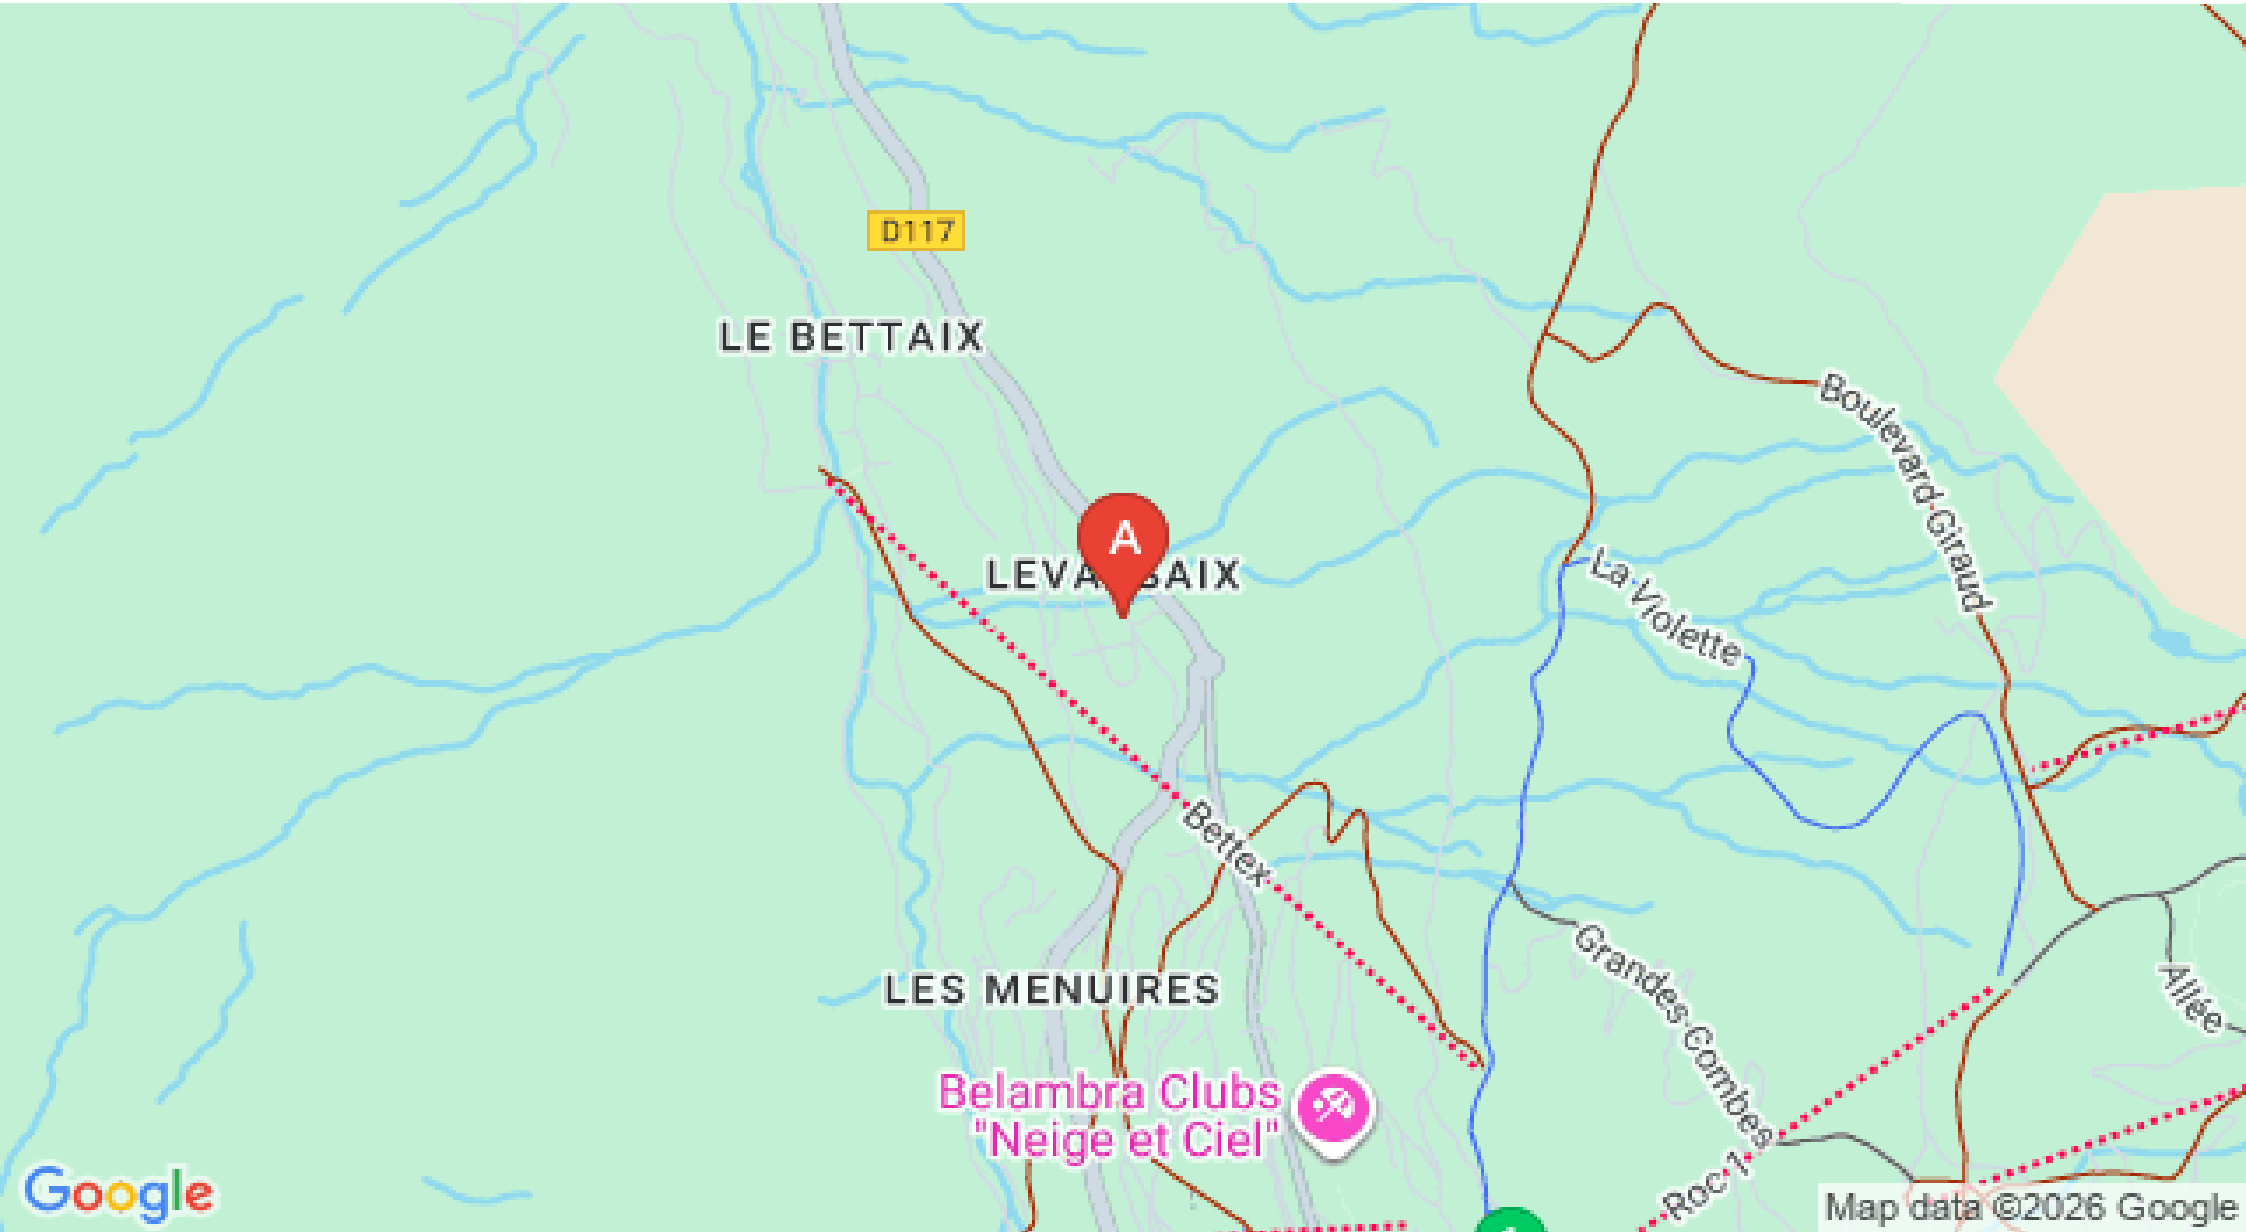 D117
LE BETTAIX
Boulevard Giraud
A
La Violette
Bettex
Grandes Combes
LES MENUIRES
Allée
Belambra Clubs
"Neige et Ciel"
Roc 1
Google
Map data ©2026 Google